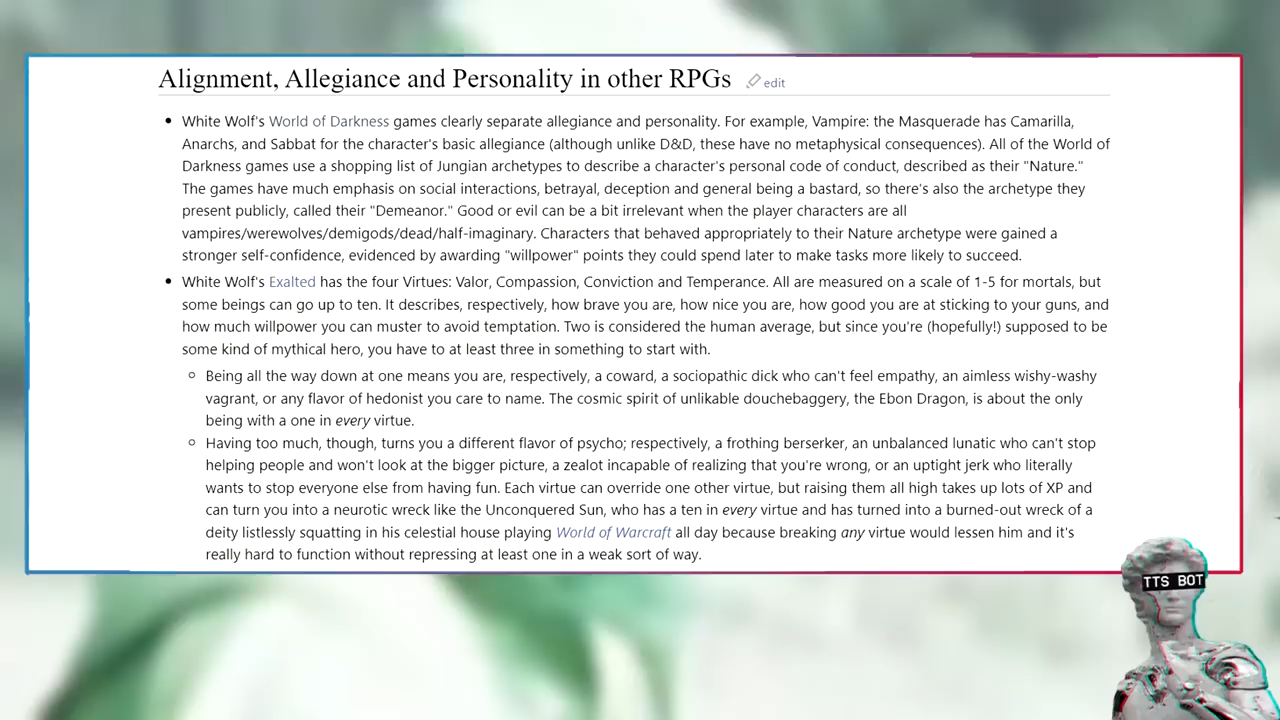 Alignment, Allegiance and Personality in other RPGs edit
• White Wolf's World of Darkness games clearly separate allegiance and personality. For example, Vampire: the Masquerade has Camarilla,
Anarchs, and Sabbat for the character's basic allegiance (although unlike D&D, these have no metaphysical consequences). All of the World of
Darkness games use a shopping list of Jungian archetypes to describe a character's personal code of conduct, described as their "Nature."
The games have much emphasis on social interactions, betrayal, deception and general being a bastard, so there's also the archetype they
present publicly, called their "Demeanor." Good or evil can be a bit irrelevant when the player characters are all
vampires/werewolves/demigods/dead/half-imaginary. Characters that behaved appropriately to their Nature archetype were gained a
stronger self-confidence, evidenced by awarding "willpower" points they could spend later to make tasks more likely to succeed.
• White Wolf's Exalted has the four Virtues: Valor, Compassion, Conviction and Temperance. All are measured on a scale of 1-5 for mortals, but
some beings can go up to ten. It describes, respectively, how brave you are, how nice you are, how good you are at sticking to your guns, and
how much willpower you can muster to avoid temptation. Two is considered the human average, but since you're (hopefully!) supposed to be
some kind of mythical hero, you have to at least three in something to start with.
○ Being all the way down at one means you are, respectively, a coward, a sociopathic dick who can't feel empathy, an aimless wishy-washy
vagrant, or any flavor of hedonist you care to name. The cosmic spirit of unlikable douchebaggery, the Ebon Dragon, is about the only
being with a one in every virtue.
○ Having too much, though, turns you a different flavor of psycho; respectively, a frothing berserker, an unbalanced lunatic who can't stop
helping people and won't look at the bigger picture, a zealot incapable of realizing that you're wrong, or an uptight jerk who literally
wants to stop everyone else from having fun. Each virtue can override one other virtue, but raising them all high takes up lots of XP and
can turn you into a neurotic wreck like the Unconquered Sun, who has a ten in every virtue and has turned into a burned-out wreck of a
deity listlessly squatting in his celestial house playing World of Warcraft all day because breaking any virtue would lessen him and it's
really hard to function without repressing at least one in a weak sort of way.
TTS BOT